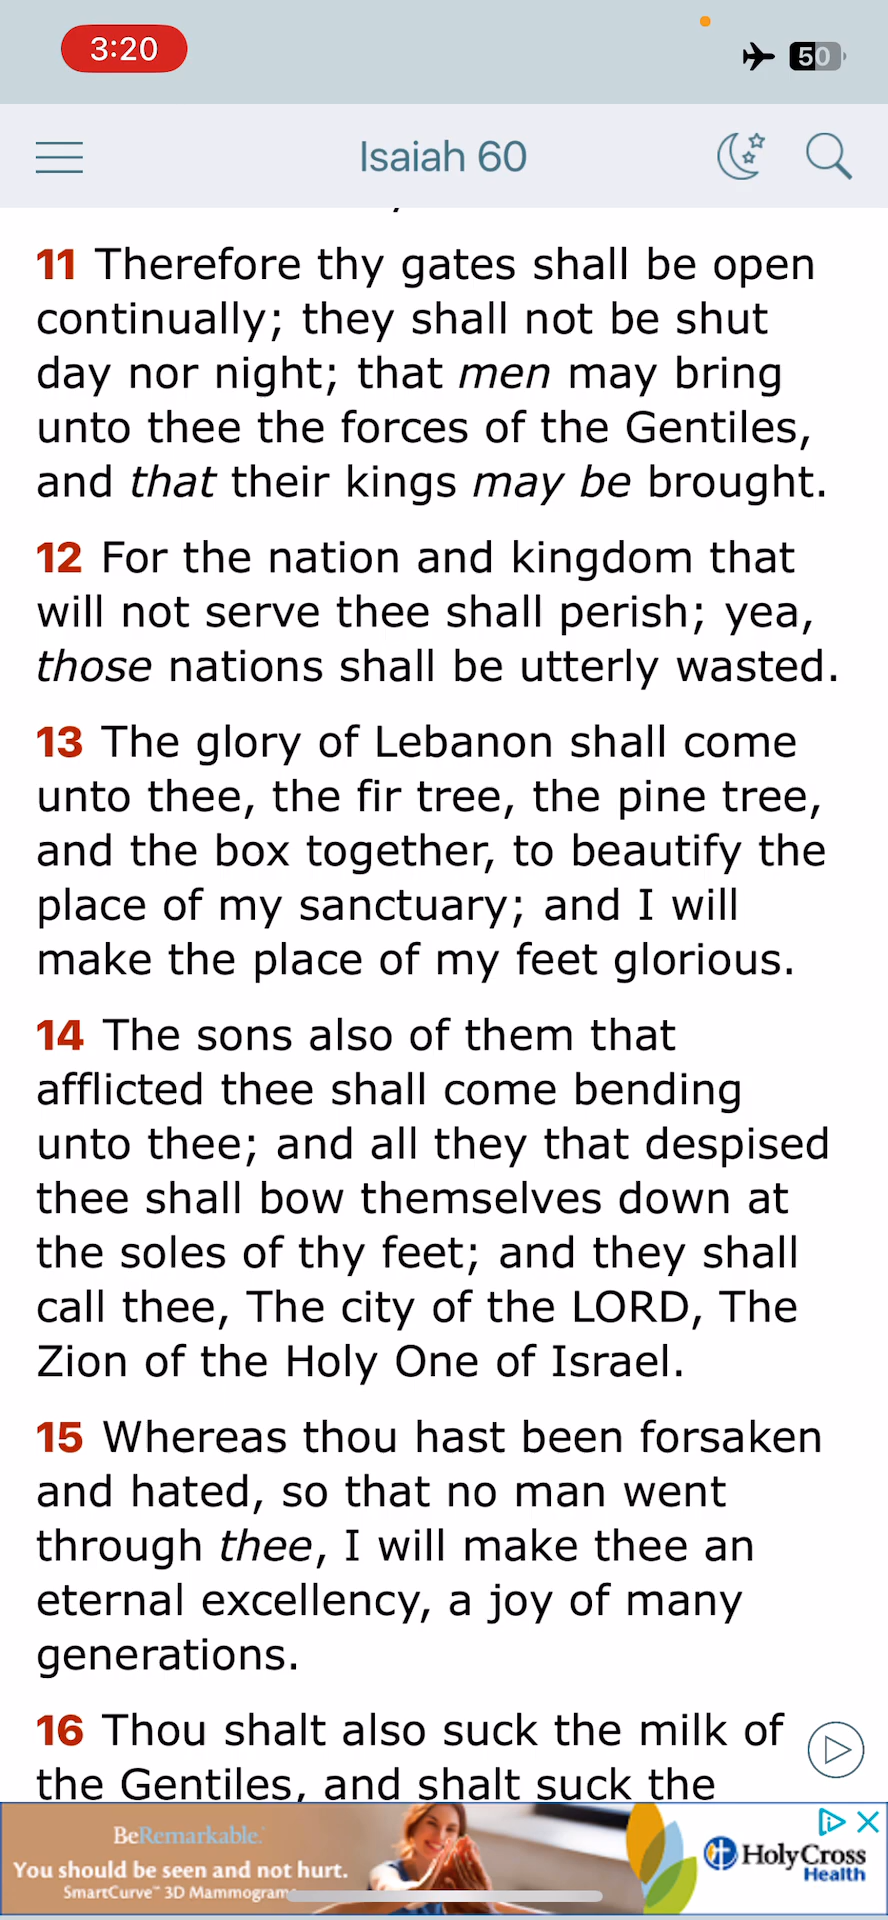 3:20
50
Isaiah 60
11 Therefore thy gates shall be open
continually; they shall not be shut
day nor night; that men may bring
unto thee the forces of the Gentiles,
and that their kings may be brought.
12 For the nation and kingdom that
will not serve thee shall perish; yea,
those nations shall be utterly wasted.
13 The glory of Lebanon shall come
unto thee, the fir tree, the pine tree,
and the box together, to beautify the
place of my sanctuary; and I will
make the place of my feet glorious.
14 The sons also of them that
afflicted thee shall come bending
unto thee; and all they that despised
thee shall bow themselves down at
the soles of thy feet; and they shall
call thee, The city of the LORD, The
Zion of the Holy One of Israel.
15 Whereas thou hast been forsaken
and hated, so that no man went
through thee, I will make thee an
eternal excellency, a joy of many
generations.
16 Thou shalt also suck the milk of
the Gentiles, and shalt suck the
BeRemarkable.
You should be seen and not hurt.
SmartCurve™ 3D Mammogram
HolyCross
Health